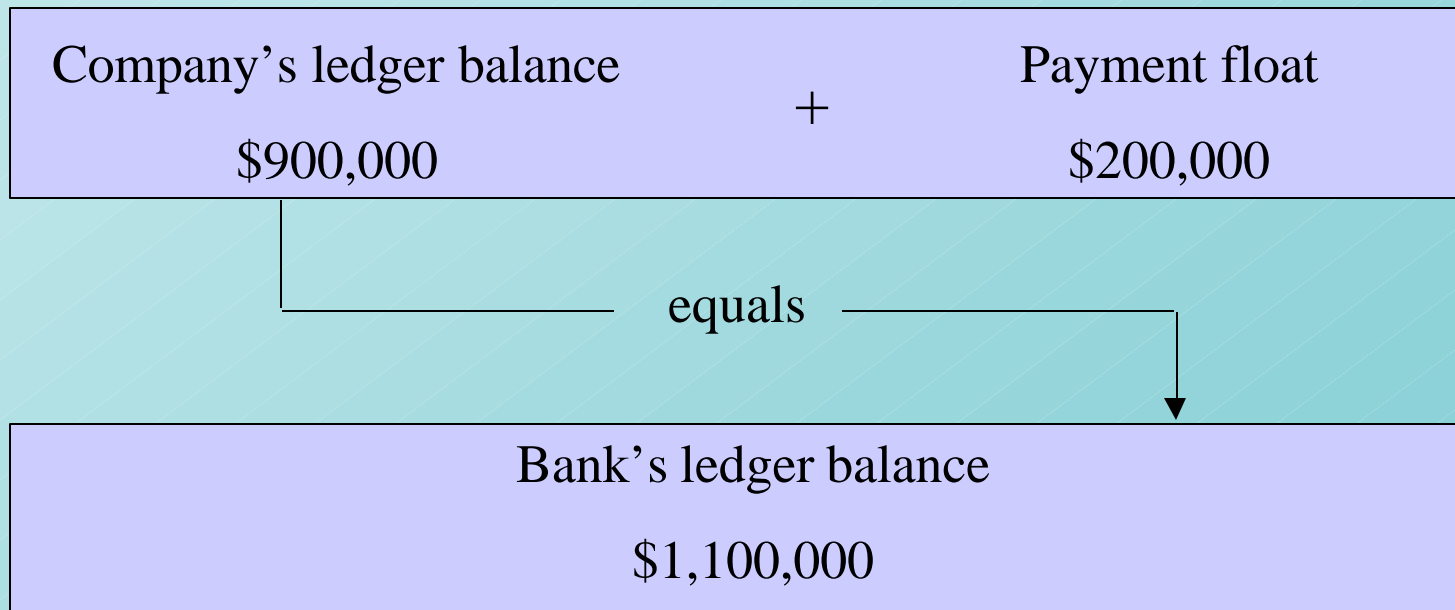 Company’s ledger balance + Payment float
$900,000 $200,000
equals
Bank’s ledger balance
$1,100,000